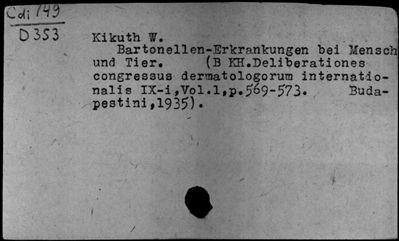 Cdi 149
D353
Kikuth W.
Bartonellen-Erkrankungen bei Mensch
und Tier. (B KH.Deliberationes
congressus dermatologorum internatio-
nalis IX-i,Vol.1,p.569-573. Buda-
pestini,1935).